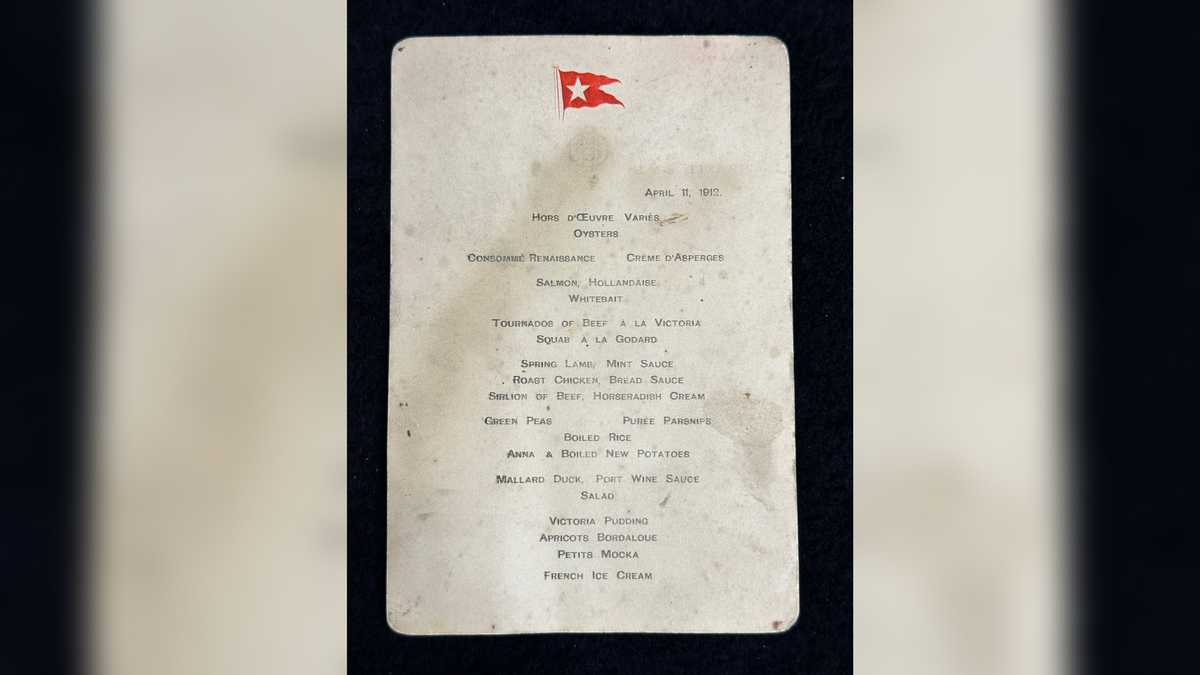 April 11, 1912.
Hors d'Œuvre Variés
Oysters
Consommé Renaissance Crème d'Asperges
Salmon, Hollandaise
Whitebait
Tournados of Beef à la Victoria
Squab à la Godard
Spring Lamb, Mint Sauce
Roast Chicken, Bread Sauce
Sirlion of Beef, Horseradish Cream
Green Peas Purée Parsnips
Boiled Rice
Anna & Boiled New Potatoes
Mallard Duck, Port Wine Sauce
Salad
Victoria Pudding
Apricots Bordaloue
Petits Mocka
French Ice Cream